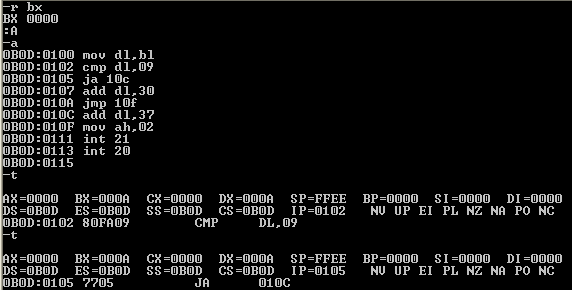 -r bx
BX 0000
:A
-a
0B0D:0100 mov dl,bl
0B0D:0102 cmp dl,09
0B0D:0105 ja 10c
0B0D:0107 add dl,30
0B0D:010A jmp 10f
0B0D:010C add dl,37
0B0D:010F mov ah,02
0B0D:0111 int 21
0B0D:0113 int 20
0B0D:0115
-t
AX=0000  BX=000A  CX=0000  DX=000A  SP=FFEE  BP=0000  SI=0000  DI=0000
DS=0B0D  ES=0B0D  SS=0B0D  CS=0B0D  IP=0102   NV UP EI PL NZ NA PO NC
0B0D:0102 80FA09        CMP     DL,09
-t
AX=0000  BX=000A  CX=0000  DX=000A  SP=FFEE  BP=0000  SI=0000  DI=0000
DS=0B0D  ES=0B0D  SS=0B0D  CS=0B0D  IP=0105   NV UP EI PL NZ NA PO NC
0B0D:0105 7705          JA      010C